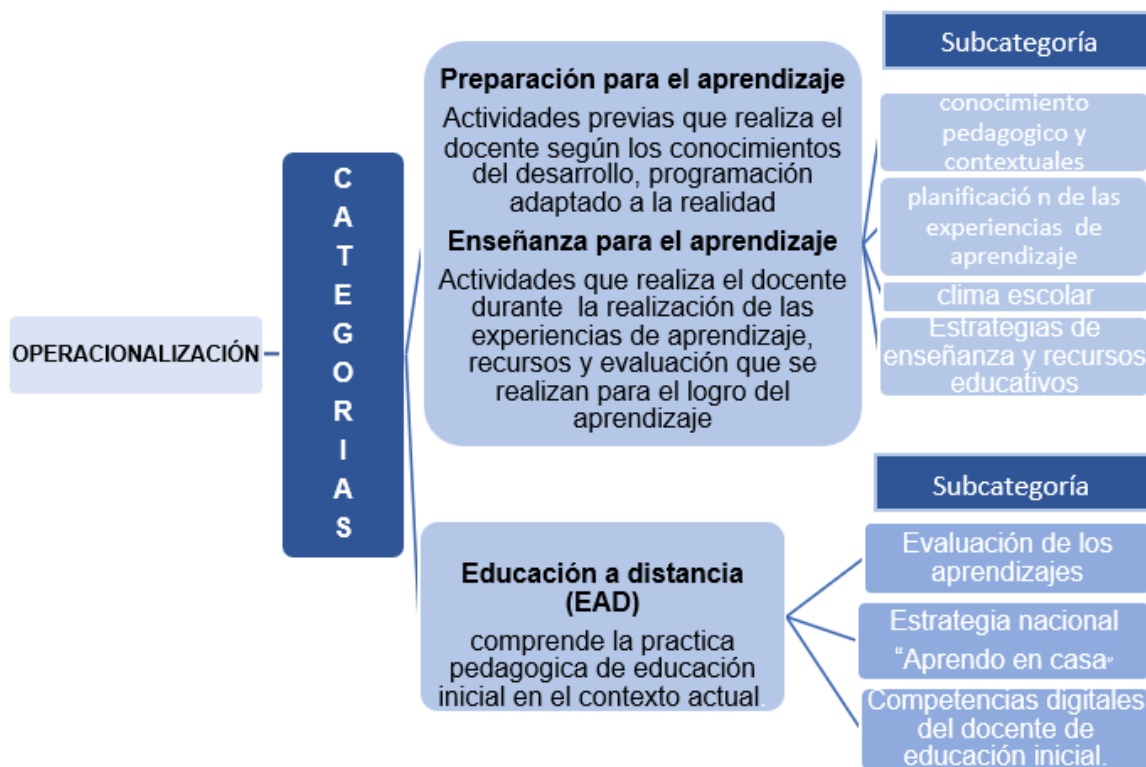 OPERACIONALIZACIÓN
CATEGORIAS
Preparación para el aprendizaje
Actividades previas que realiza el
docente según los conocimientos
del desarrollo, programación
adaptado a la realidad
Enseñanza para el aprendizaje
Actividades que realiza el docente
durante la realización de las
experiencias de aprendizaje,
recursos y evaluación que se
realizan para el logro del
aprendizaje
Subcategoría
conocimiento
pedagogico y
contextuales
planificació n de las
experiencias de
aprendizaje
clima escolar
Estrategias de
enseñanza y recursos
educativos
Educación a distancia
(EAD)
comprende la practica
pedagogica de educación
inicial en el contexto actual.
Subcategoría
Evaluación de los
aprendizajes
Estrategia nacional
“Aprendo en casa”
Competencias digitales
del docente de
educación inicial.